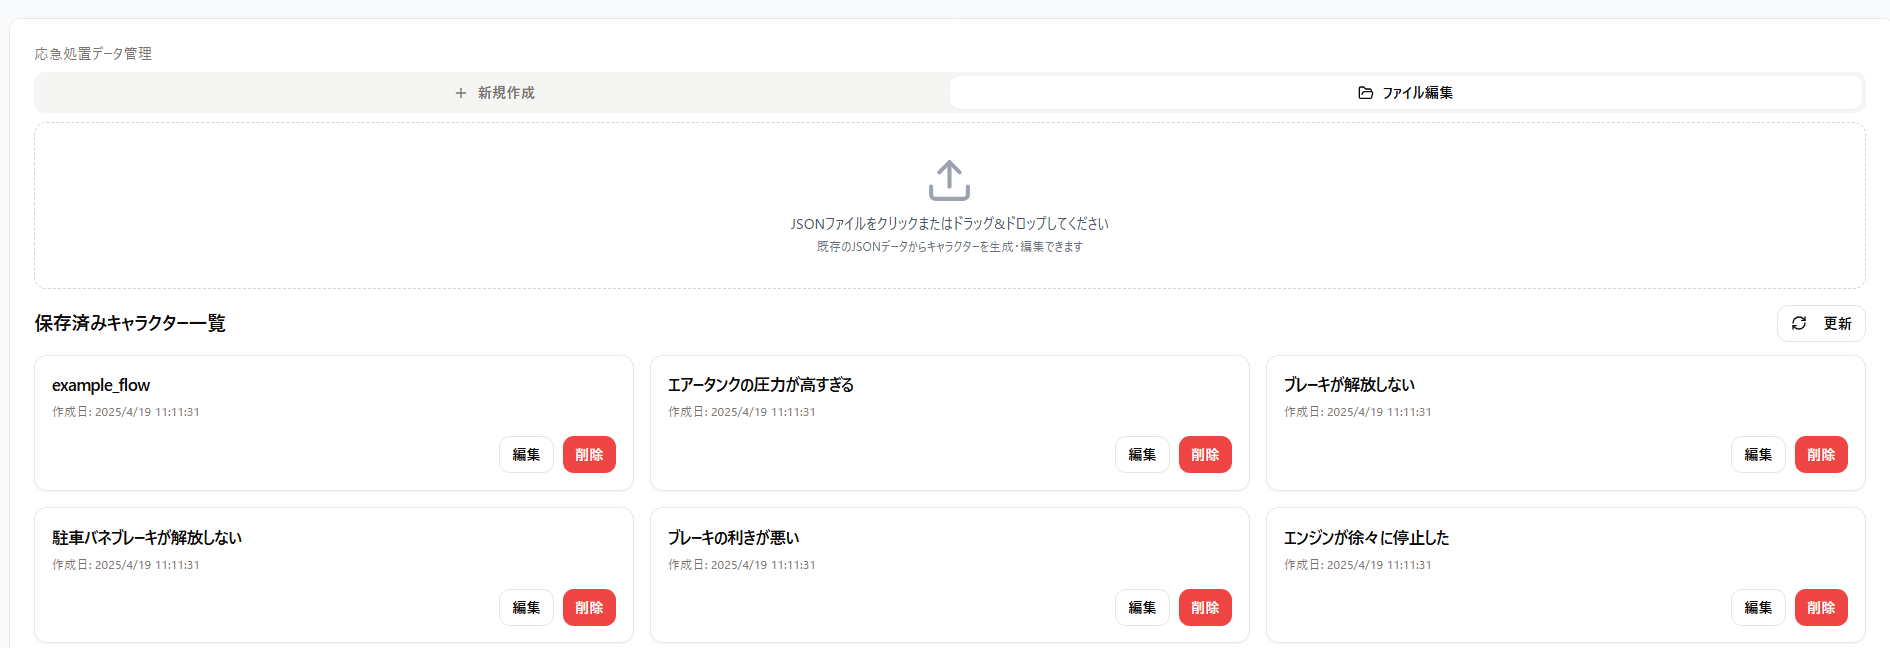 応急処置データ管理
新規作成
ファイル編集
JSONファイルをクリックまたはドラッグ&ドロップしてください
既存のJSONデータからキャラクターを生成・編集できます
保存済みキャラクター一覧
更新
example_flow
作成日: 2025/4/19 11:11:31
編集 削除
エアータンクの圧力が高すぎる
作成日: 2025/4/19 11:11:31
編集 削除
ブレーキが解放しない
作成日: 2025/4/19 11:11:31
編集 削除
駐車バネブレーキが解放しない
作成日: 2025/4/19 11:11:31
編集 削除
ブレーキの利きが悪い
作成日: 2025/4/19 11:11:31
編集 削除
エンジンが徐々に停止した
作成日: 2025/4/19 11:11:31
編集 削除